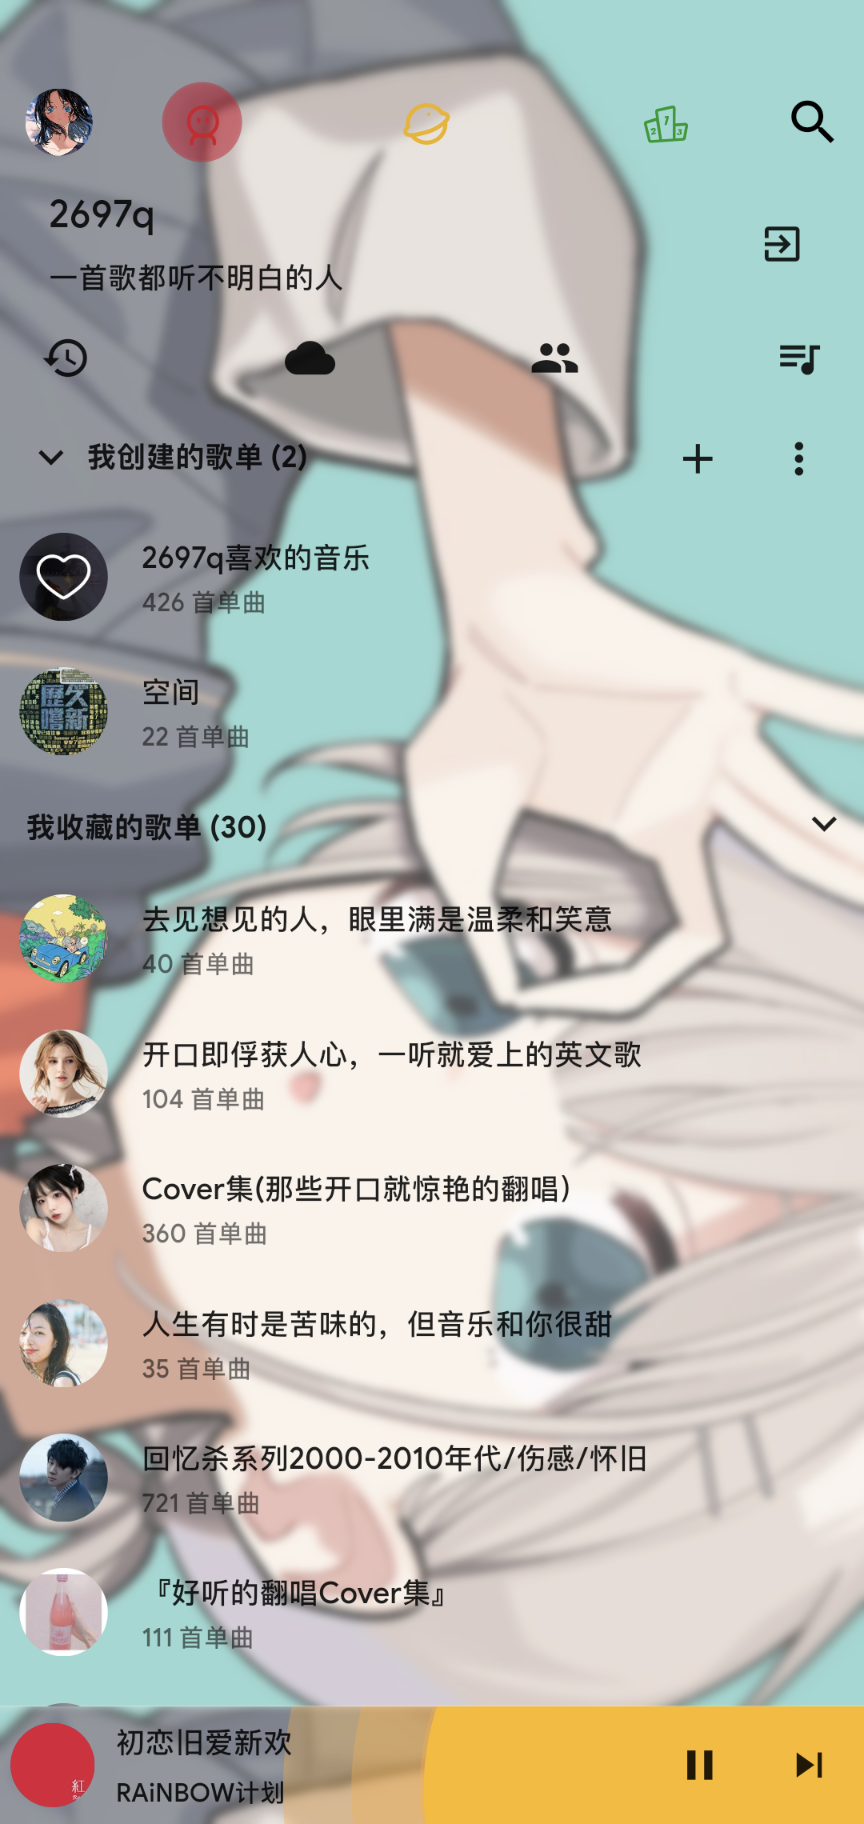 2697q
一首歌都听不明白的人
我创建的歌单 (2)
2697q喜欢的音乐
426 首单曲
歷久
嚐新
空间
22 首单曲
我收藏的歌单 (30)
去见想见的人，眼里满是温柔和笑意
40 首单曲
开口即俘获人心，一听就爱上的英文歌
104 首单曲
Cover集(那些开口就惊艳的翻唱）
360 首单曲
人生有时是苦味的，但音乐和你很甜
35 首单曲
回忆杀系列2000-2010年代/伤感/怀旧
721 首单曲
『好听的翻唱Cover集』
111 首单曲
初恋旧爱新欢
RAiNBOW计划
紅